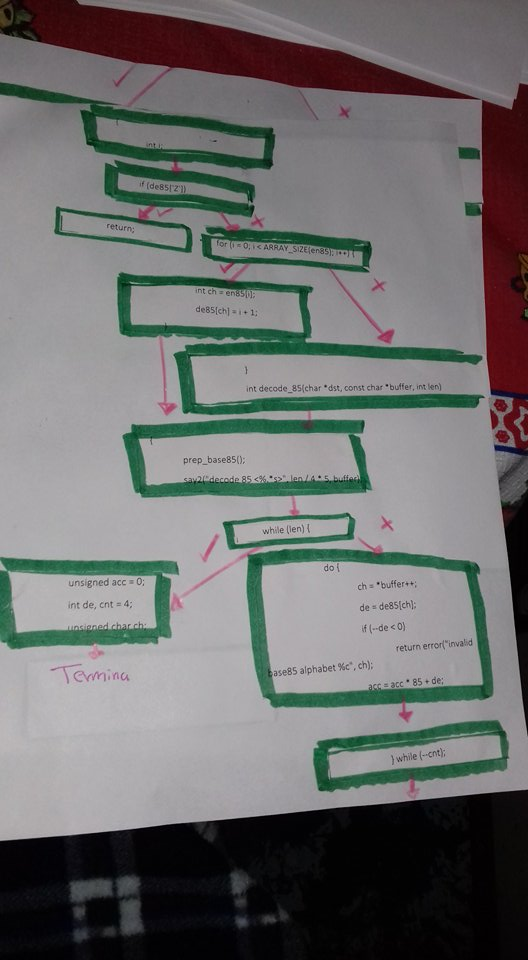 {
int i;
if (de85['Z'])
return;
for (i = 0; i < ARRAY_SIZE(en85); i++) {
int ch = en85[i];
de85[ch] = i + 1;
}
}
int decode_85(char *dst, const char *buffer, int len)
{
prep_base85();
say2("decode 85 <%.*s>", len / 4 * 5, buffer)
while (len) {
unsigned acc = 0;
int de, cnt = 4;
unsigned char ch;
Termina
do {
ch = *buffer++;
de = de85[ch];
if (--de < 0)
return error("invalid
base85 alphabet %c", ch);
acc = acc * 85 + de;
} while (--cnt);